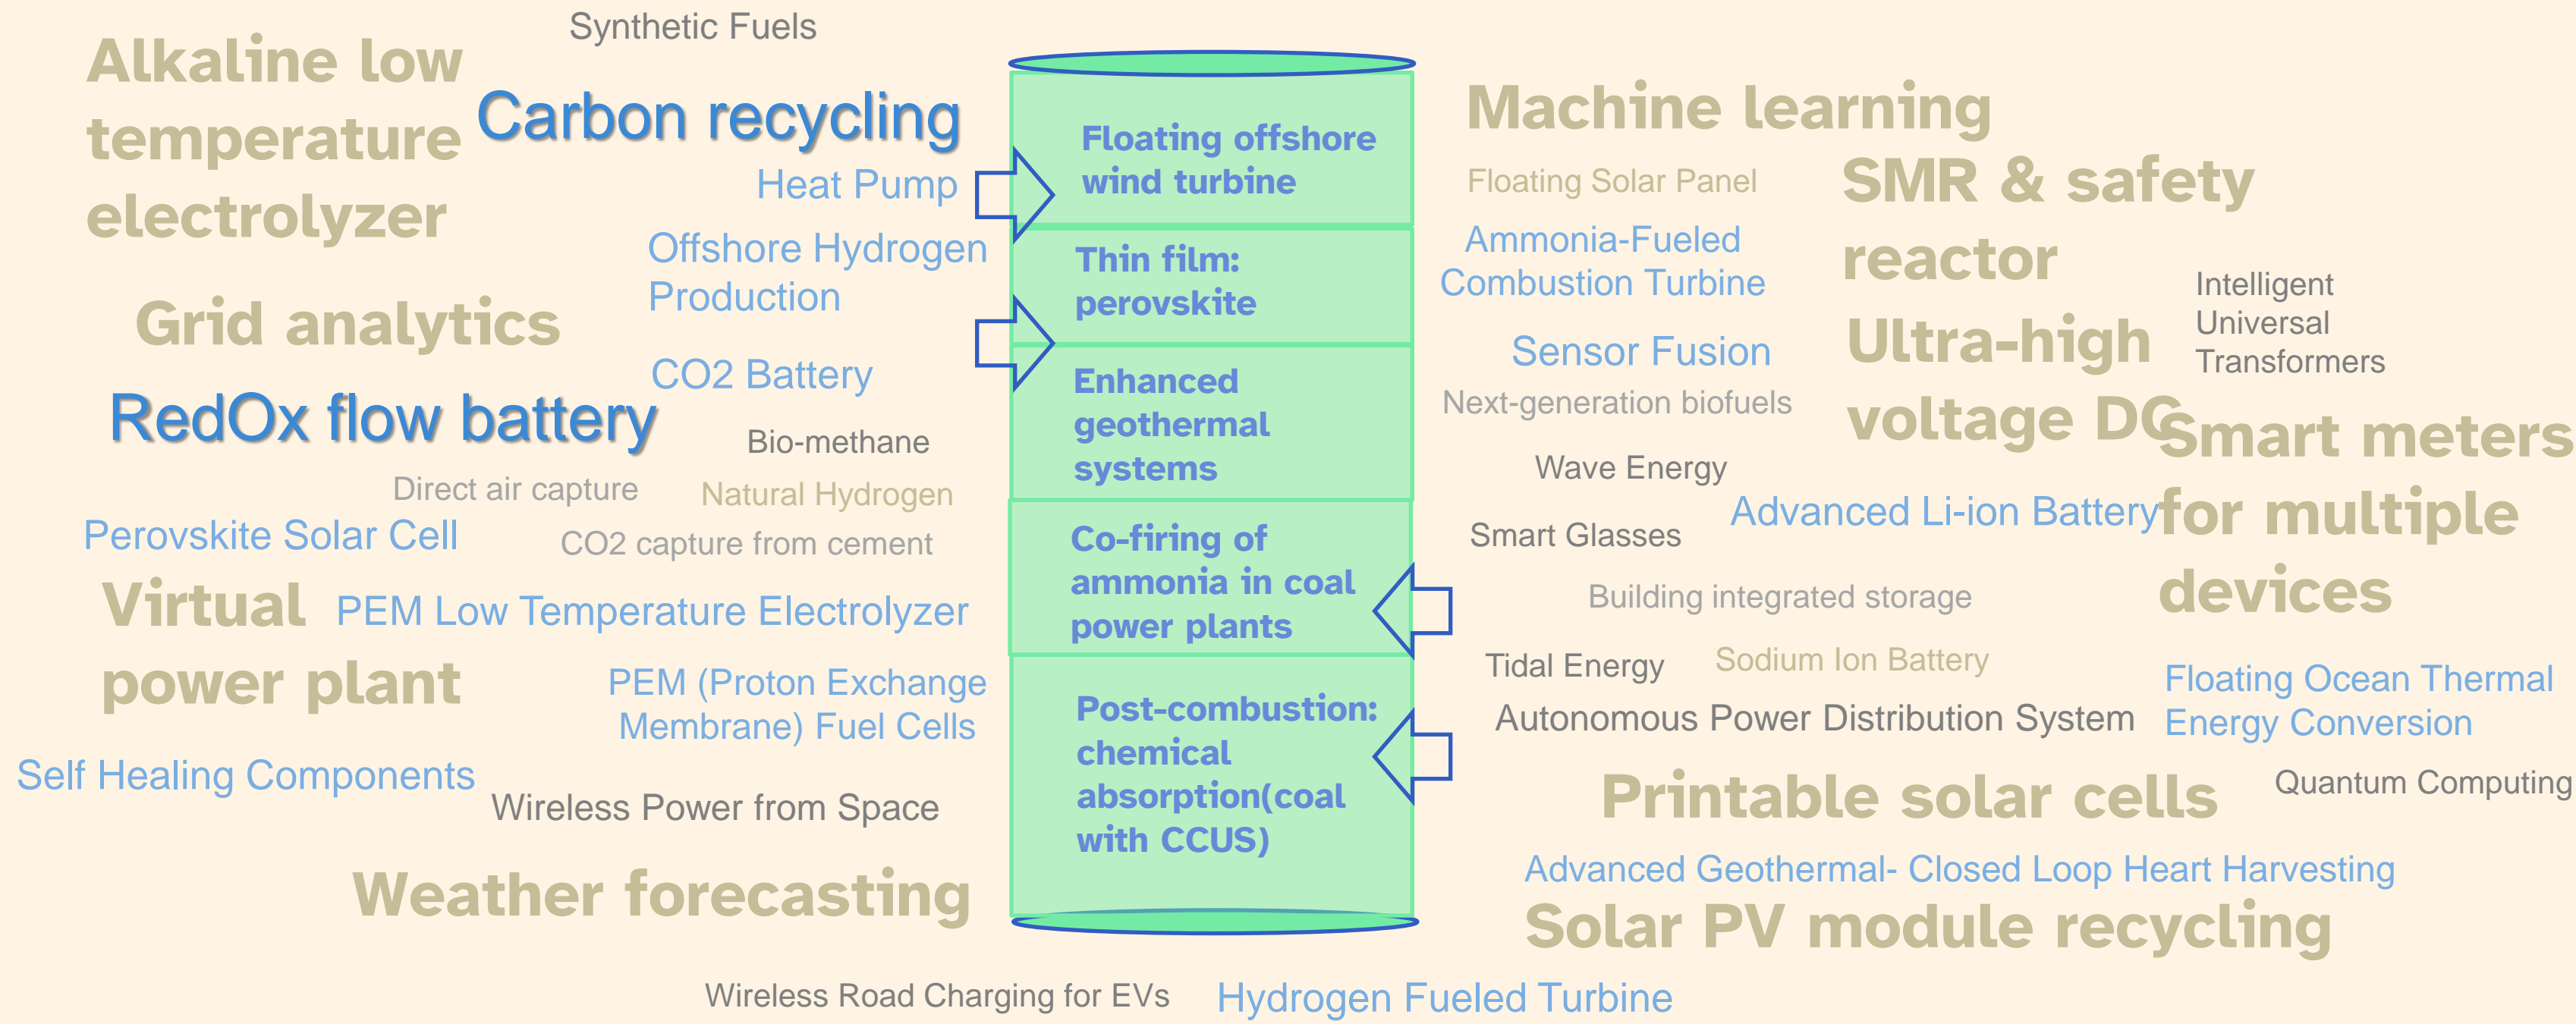 Synthetic Fuels
Alkaline low
temperature
electrolyzer
Carbon recycling
Heat Pump
Offshore Hydrogen
Production
Grid analytics
CO2 Battery
RedOx flow battery
Bio-methane
Direct air capture
Natural Hydrogen
Perovskite Solar Cell
CO2 capture from cement
Virtual
power plant
PEM Low Temperature Electrolyzer
PEM (Proton Exchange
Membrane) Fuel Cells
Self Healing Components
Wireless Power from Space
Weather forecasting
Floating offshore
wind turbine
Thin film:
perovskite
Enhanced
geothermal
systems
Co-firing of
ammonia in coal
power plants
Post-combustion:
chemical
absorption(coal
with CCUS)
Machine learning
Floating Solar Panel
SMR & safety
reactor
Ammonia-Fueled
Combustion Turbine
Intelligent
Universal
Transformers
Ultra-high
voltage DC
Sensor Fusion
Next-generation biofuels
Smart meters
for multiple
devices
Wave Energy
Advanced Li-ion Battery
Smart Glasses
Building integrated storage
Tidal Energy
Sodium Ion Battery
Floating Ocean Thermal
Energy Conversion
Autonomous Power Distribution System
Printable solar cells
Quantum Computing
Advanced Geothermal- Closed Loop Heart Harvesting
Solar PV module recycling
Wireless Road Charging for EVs
Hydrogen Fueled Turbine